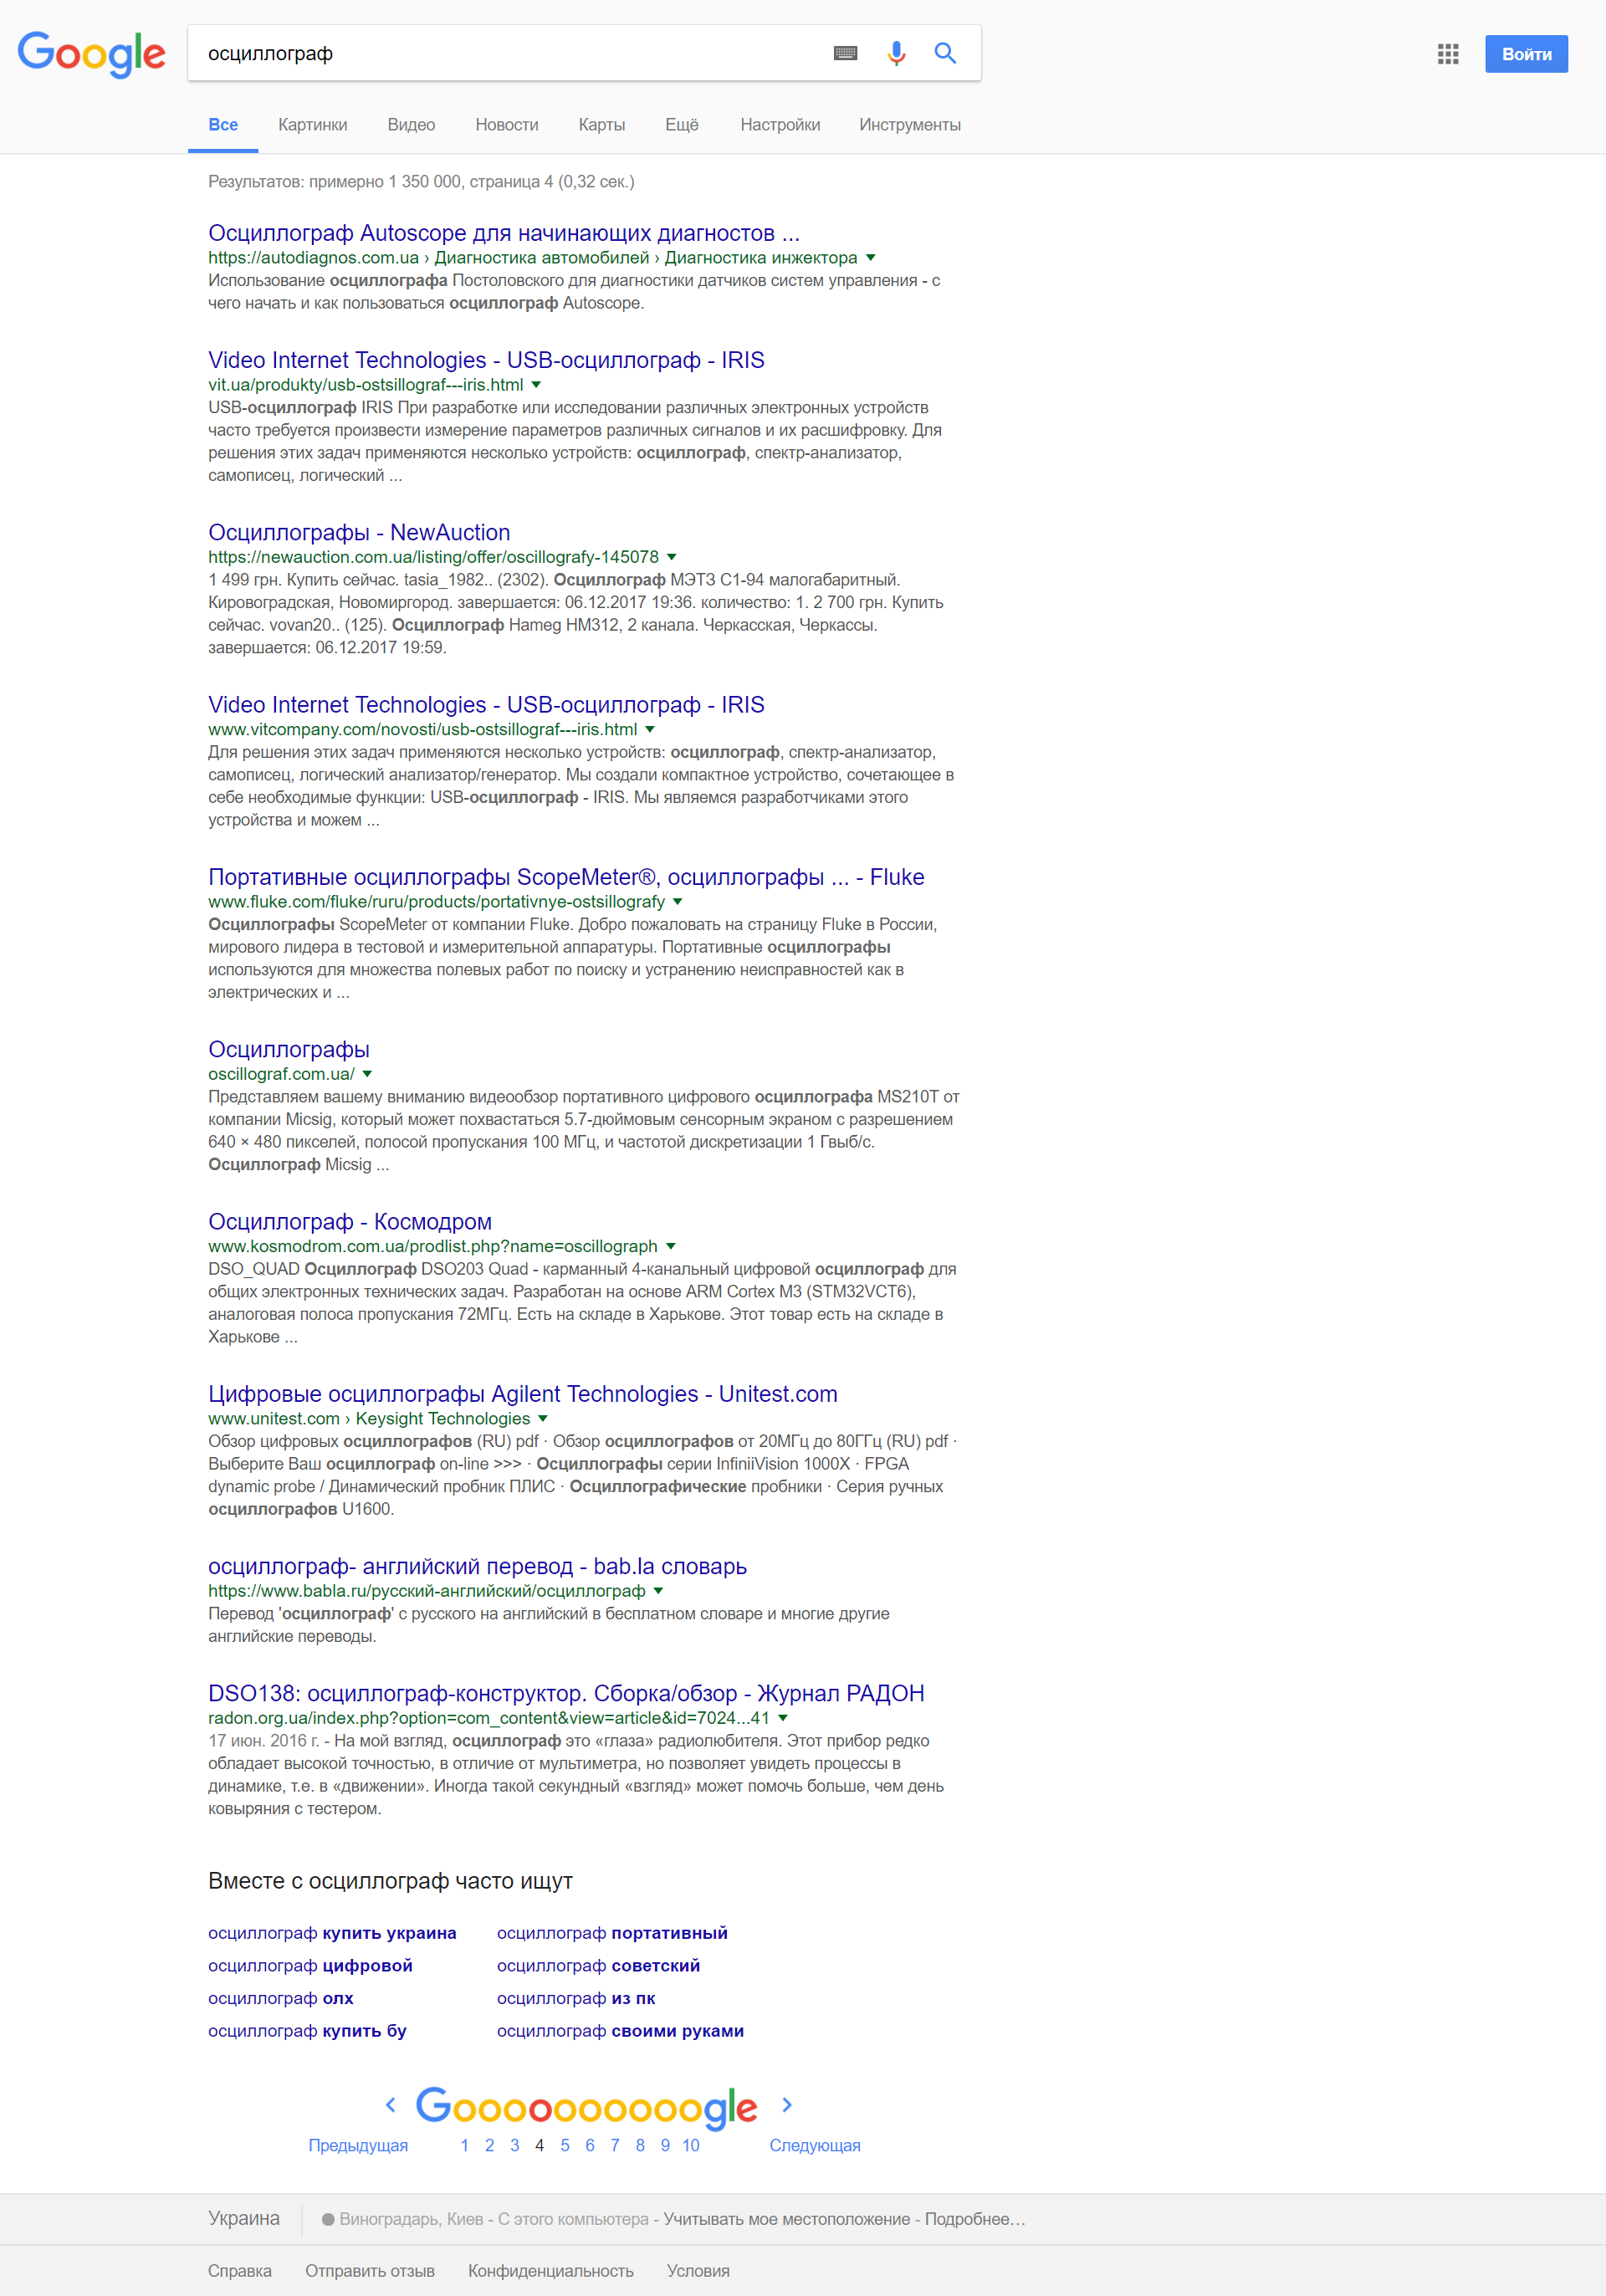 Google
осциллограф
Войти
Все Картинки Видео Новости Карты Ещё Настройки Инструменты
Результатов: примерно 1 350 000, страница 4 (0,32 сек.)
Осциллограф Autoscope для начинающих диагностов ...
https://autodiagnos.com.ua › Диагностика автомобилей › Диагностика инжектора
Использование осциллографа Постоловского для диагностики датчиков систем управления - с
чего начать и как пользоваться осциллограф Autoscope.
Video Internet Technologies - USB-осциллограф - IRIS
vit.ua/produkty/usb-ostsillograf---iris.html
USB-осциллограф IRIS При разработке или исследовании различных электронных устройств
часто требуется произвести измерение параметров различных сигналов и их расшифровку. Для
решения этих задач применяются несколько устройств: осциллограф, спектр-анализатор,
самописец, логический ...
Осциллографы - NewAuction
https://newauction.com.ua/listing/offer/oscillografy-145078
1 499 грн. Купить сейчас. tasia_1982.. (2302). Осциллограф МЭТЗ С1-94 малогабаритный.
Кировоградская, Новомиргород. завершается: 06.12.2017 19:36. количество: 1. 2 700 грн. Купить
сейчас. vovan20.. (125). Осциллограф Hameg HM312, 2 канала. Черкасская, Черкассы.
завершается: 06.12.2017 19:59.
Video Internet Technologies - USB-осциллограф - IRIS
www.vitcompany.com/novosti/usb-ostsillograf---iris.html
Для решения этих задач применяются несколько устройств: осциллограф, спектр-анализатор,
самописец, логический анализатор/генератор. Мы создали компактное устройство, сочетающее в
себе необходимые функции: USB-осциллограф - IRIS. Мы являемся разработчиками этого
устройства и можем ...
Портативные осциллографы ScopeMeter®, осциллографы ... - Fluke
www.fluke.com/fluke/ruru/products/portativnye-ostsillografy
Осциллографы ScopeMeter от компании Fluke. Добро пожаловать на страницу Fluke в России,
мирового лидера в тестовой и измерительной аппаратуры. Портативные осциллографы
используются для множества полевых работ по поиску и устранению неисправностей как в
электрических и ...
Осциллографы
oscillograf.com.ua/
Представляем вашему вниманию видеообзор портативного цифрового осциллографа MS210T от
компании Micsig, который может похвастаться 5.7-дюймовым сенсорным экраном с разрешением
640 × 480 пикселей, полосой пропускания 100 МГц, и частотой дискретизации 1 Гвыб/с.
Осциллограф Micsig ...
Осциллограф - Космодром
www.kosmodrom.com.ua/prodlist.php?name=oscillograph
DSO_QUAD Осциллограф DSO203 Quad - карманный 4-канальный цифровой осциллограф для
общих электронных технических задач. Разработан на основе ARM Cortex M3 (STM32VCT6),
аналоговая полоса пропускания 72МГц. Есть на складе в Харькове. Этот товар есть на складе в
Харькове ...
Цифровые осциллографы Agilent Technologies - Unitest.com
www.unitest.com › Keysight Technologies
Обзор цифровых осциллографов (RU) pdf · Обзор осциллографов от 20МГц до 80ГГц (RU) pdf ·
Выберите Ваш осциллограф on-line >>> · Осциллографы серии InfiniiVision 1000X · FPGA
dynamic probe / Динамический пробник ПЛИС · Осциллографические пробники · Серия ручных
осциллографов U1600.
осциллограф- английский перевод - bab.la словарь
https://www.babla.ru/русский-английский/осциллограф
Перевод 'осциллограф' с русского на английский в бесплатном словаре и многие другие
английские переводы.
DSO138: осциллограф-конструктор. Сборка/обзор - Журнал РАДОН
radon.org.ua/index.php?option=com_content&view=article&id=7024...41
17 июн. 2016 г. - На мой взгляд, осциллограф это «глаза» радиолюбителя. Этот прибор редко
обладает высокой точностью, в отличие от мультиметра, но позволяет увидеть процессы в
динамике, т.е. в «движении». Иногда такой секундный «взгляд» может помочь больше, чем день
ковыряния с тестером.
Вместе с осциллограф часто ищут
осциллограф купить украина осциллограф портативный
осциллограф цифровой осциллограф советский
осциллограф олх осциллограф из пк
осциллограф купить бу осциллограф своими руками
Goooooooooogle
Предыдущая 1 2 3 4 5 6 7 8 9 10 Следующая
Украина Виноградарь, Киев - С этого компьютера - Учитывать мое местоположение - Подробнее…
Справка Отправить отзыв Конфиденциальность Условия